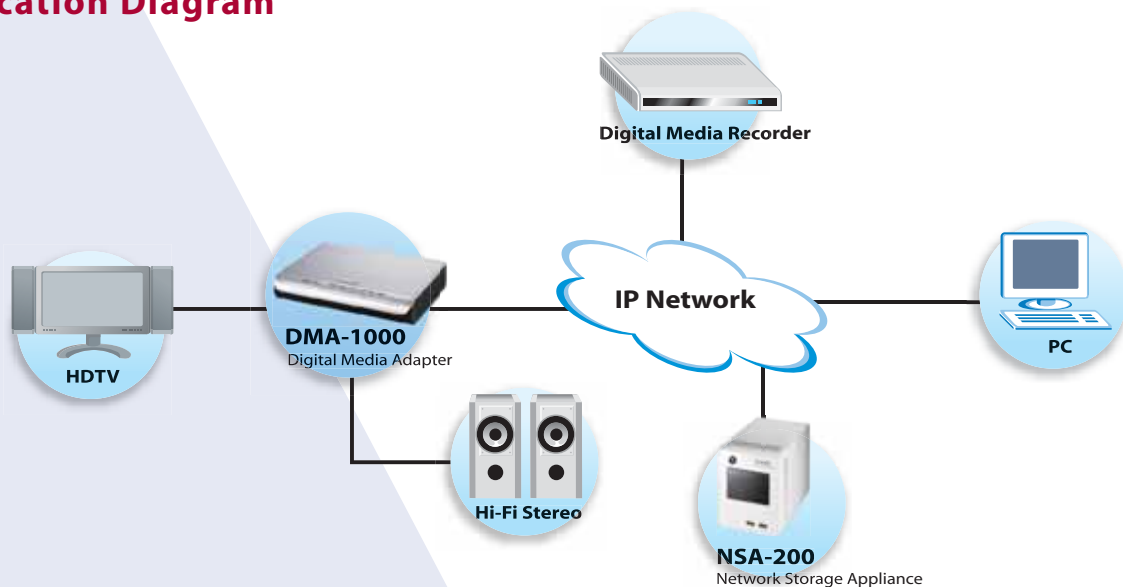 cation Diagram
Digital Media Recorder
IP Network
PC
DMA-1000
Digital Media Adapter
HDTV
Hi-Fi Stereo
NSA-200
Network Storage Appliance